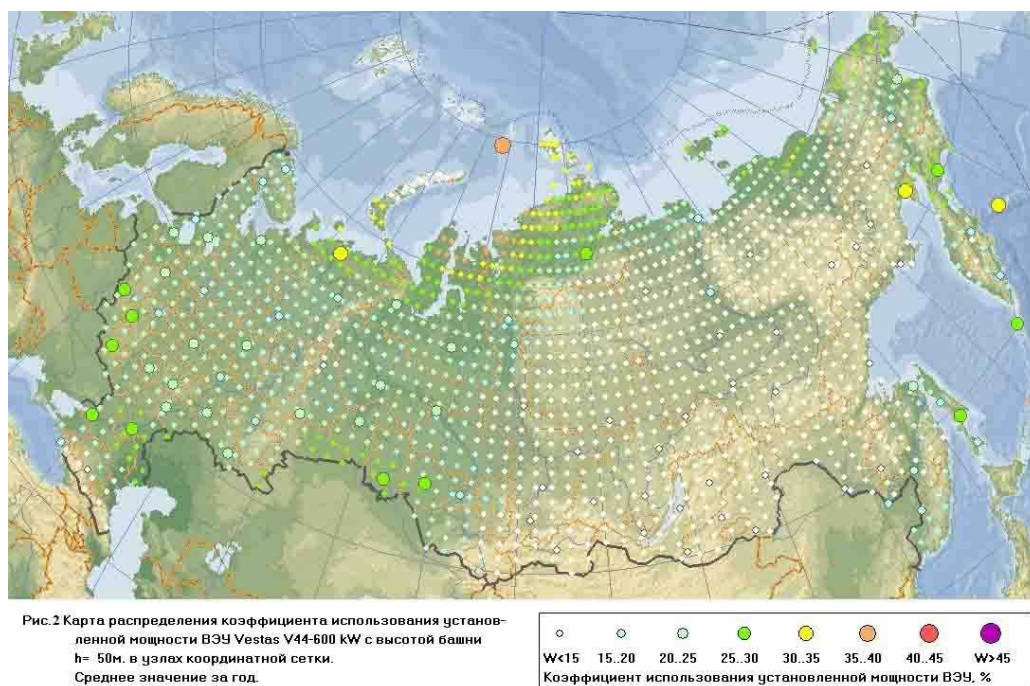 Рис.2 Карта распределения коэффициента использования установ-
ленной мощности ВЭУ Vestas V44-600 kW с высотой башни
h= 50м. в узлах координатной сетки.
Среднее значение за год.
W<15 15..20 20..25 25..30 30..35 35..40 40..45 W>45
Коэффициент использования установленной мощности ВЭУ, %